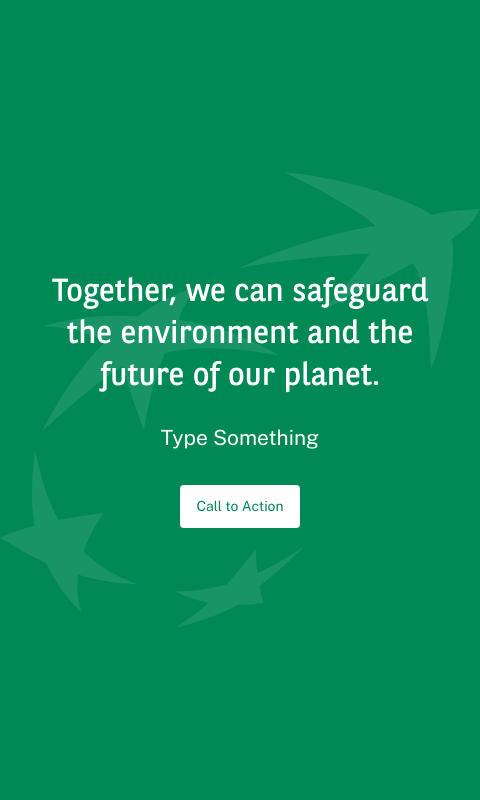 Together, we can safeguard
the environment and the
future of our planet.
Type Something
Call to Action